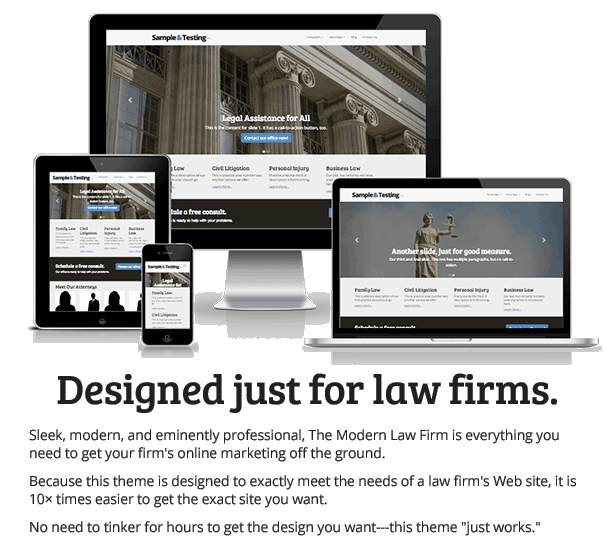 Sample&Testing
Legal Assistance for All
This is the content for slide 1. It has a call-to-action button, too.
Contact our office now!
Civil Litigation
Personal Injury
Business Law
Sample&Testing
Legal Assistance for All
Family Law
Civil Litigation
Personal Injury
Business Law
Schedule a free consult.
Meet Our Attorneys
Sample&Testing
Legal Assistance for
Family Law
Civil Litigation
Sample&Testing
Another slide, just for good measure.
Family Law
Civil Litigation
Personal Injury
Business Law
Schedule a free consult
Designed just for law firms.
Sleek, modern, and eminently professional, The Modern Law Firm is everything you
need to get your firm's online marketing off the ground.
Because this theme is designed to exactly meet the needs of a law firm's Web site, it is
10× times easier to get the exact site you want.
No need to tinker for hours to get the design you want---this theme "just works."